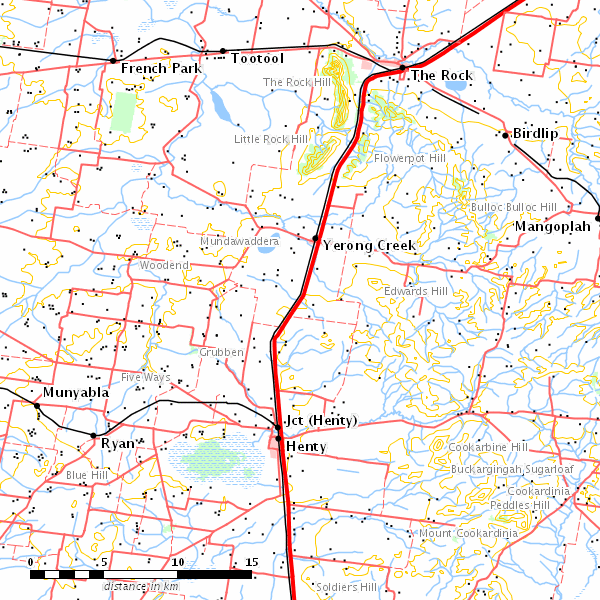 French Park
Tootool
The Rock
The Rock Hill
Birdlip
Little Rock Hill
Flowerpot Hill
Bulloc Bulloc Hill
Mangoplah
Mundawaddera
Yerong Creek
Woodend
Edwards Hill
Grubben
Five Ways
Munyabla
Jct (Henty)
Ryan
Henty
Cookarbine Hill
Buckargingah Sugarloaf
Blue Hill
Cookardinia
Peddles Hill
Mount Cookardinia
0 5 10 15
distance in km
Soldiers Hill